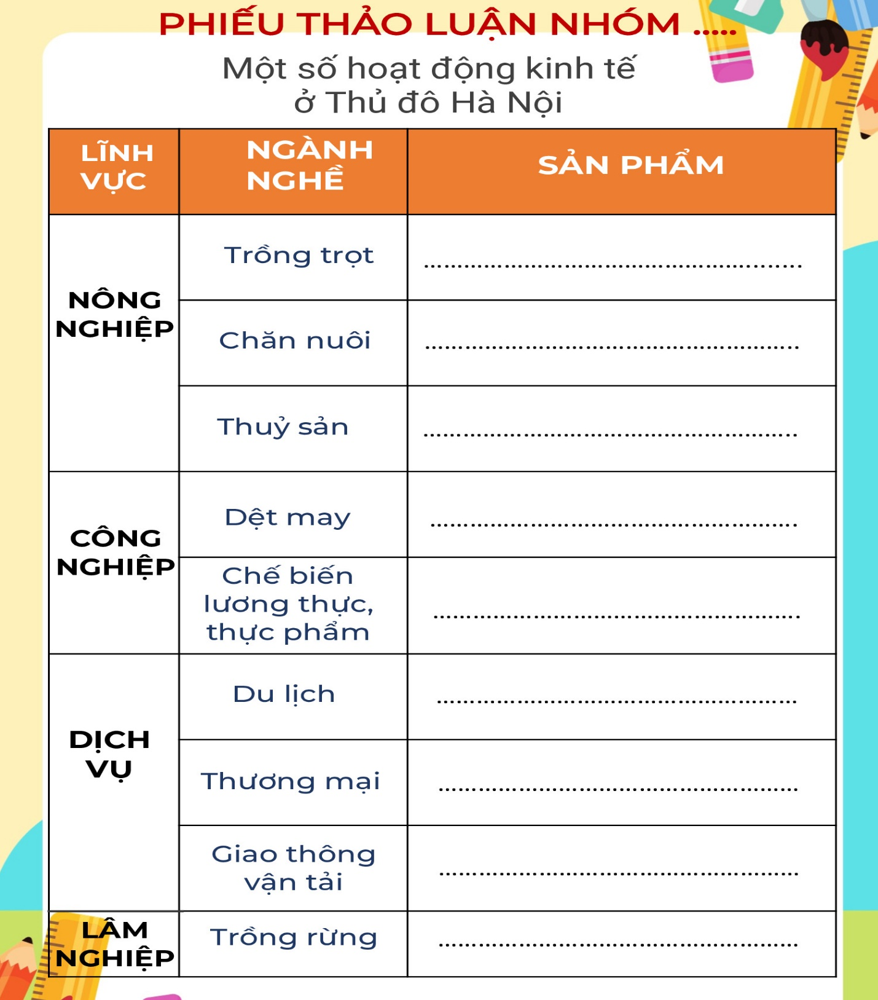 PHIẾU THẢO LUẬN NHÓM .....
Một số hoạt động kinh tế
ở Thủ đô Hà Nội
LĨNH
VỰC
NGÀNH
NGHỀ
SẢN PHẨM
NÔNG
NGHIỆP
Trồng trọt
........................................................
Chăn nuôi
........................................................
Thuỷ sản
........................................................
CÔNG
NGHIỆP
Dệt may
........................................................
Chế biến
lương thực,
thực phẩm
........................................................
DỊCH
VỤ
Du lịch
........................................................
Thương mại
........................................................
Giao thông
vận tải
........................................................
LÂM
NGHIỆP
Trồng rừng
........................................................